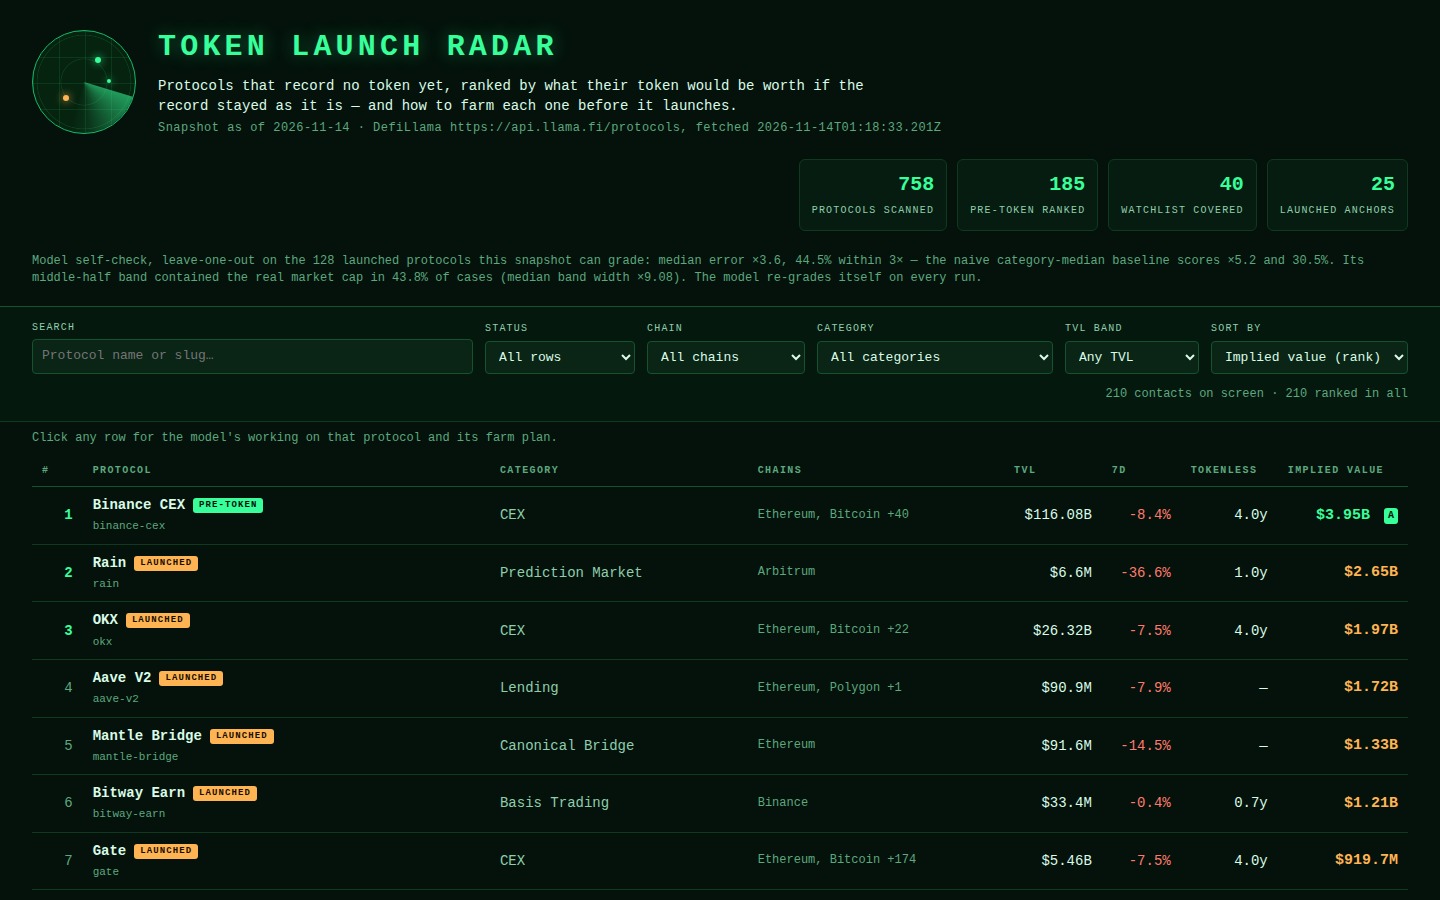 TOKEN LAUNCH RADAR
Protocols that record no token yet, ranked by what their token would be worth if the
record stayed as it is — and how to farm each one before it launches.
Snapshot as of 2026-11-14 · DefiLlama https://api.llama.fi/protocols, fetched 2026-11-14T01:18:33.201Z
758 185 40 25
PROTOCOLS SCANNED PRE-TOKEN RANKED WATCHLIST COVERED LAUNCHED ANCHORS
Model self-check, leave-one-out on the 128 launched protocols this snapshot can grade: median error ×3.6, 44.5% within 3× — the naive category-median baseline scores ×5.2 and 30.5%. Its
middle-half band contained the real market cap in 43.8% of cases (median band width ×9.08). The model re-grades itself on every run.
SEARCH STATUS CHAIN CATEGORY TVL BAND SORT BY
Protocol name or slug… All rows All chains All categories Any TVL Implied value (rank)
210 contacts on screen · 210 ranked in all
Click any row for the model's working on that protocol and its farm plan.
# PROTOCOL CATEGORY CHAINS TVL 7D TOKENLESS IMPLIED VALUE
1 Binance CEX PRE-TOKEN CEX Ethereum, Bitcoin +40 $116.08B -8.4% 4.0y $3.95B A
binance-cex
2 Rain LAUNCHED Prediction Market Arbitrum $6.6M -36.6% 1.0y $2.65B
rain
3 OKX LAUNCHED CEX Ethereum, Bitcoin +22 $26.32B -7.5% 4.0y $1.97B
okx
4 Aave V2 LAUNCHED Lending Ethereum, Polygon +1 $90.9M -7.9% — $1.72B
aave-v2
5 Mantle Bridge LAUNCHED Canonical Bridge Ethereum $91.6M -14.5% — $1.33B
mantle-bridge
6 Bitway Earn LAUNCHED Basis Trading Binance $33.4M -0.4% 0.7y $1.21B
bitway-earn
7 Gate LAUNCHED CEX Ethereum, Bitcoin +174 $5.46B -7.5% 4.0y $919.7M
gate